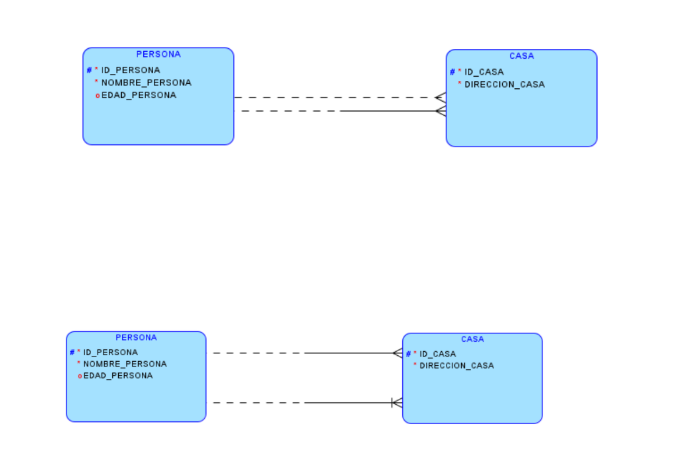 PERSONA
# * ID_PERSONA
* NOMBRE_PERSONA
o EDAD_PERSONA
CASA
# * ID_CASA
* DIRECCION_CASA
PERSONA
# * ID_PERSONA
* NOMBRE_PERSONA
o EDAD_PERSONA
CASA
# * ID_CASA
* DIRECCION_CASA